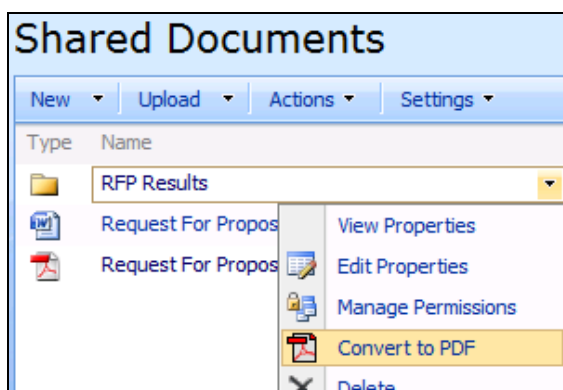 Shared Documents
New Upload Actions Settings
Type Name
RFP Results
Request For Propos View Properties
Request For Propos Edit Properties
Manage Permissions
Convert to PDF
Delete